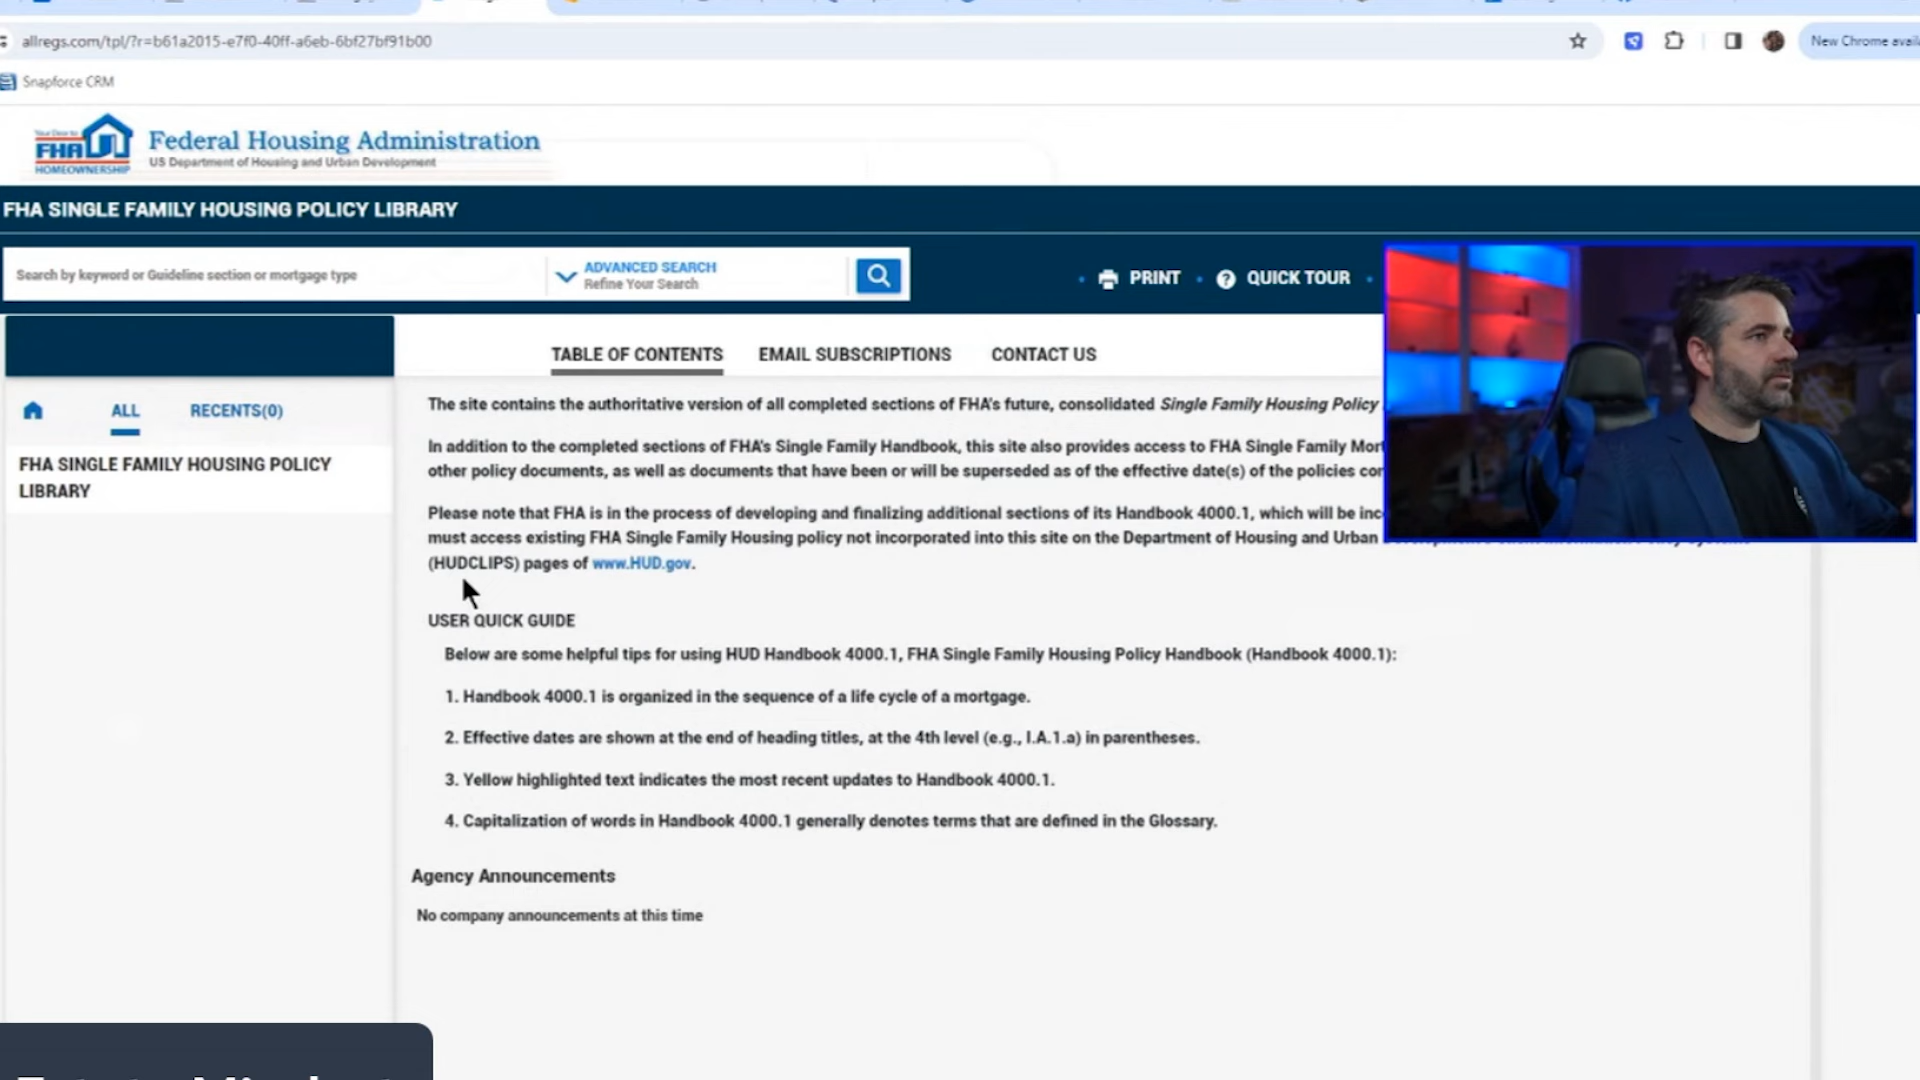 allregs.com/tpl/?r=b61a2015-e7f0-40ff-a6eb-6bf27bf91b00
New Chrome avail
Snapforce CRM
Your Door to
FHA
HOMEOWNERSHIP
Federal Housing Administration
US Department of Housing and Urban Development
FHA SINGLE FAMILY HOUSING POLICY LIBRARY
Search by keyword or Guideline section or mortgage type
ADVANCED SEARCH
Refine Your Search
PRINT
QUICK TOUR
TABLE OF CONTENTS
EMAIL SUBSCRIPTIONS
CONTACT US
ALL
RECENTS(0)
FHA SINGLE FAMILY HOUSING POLICY
LIBRARY
The site contains the authoritative version of all completed sections of FHA's future, consolidated Single Family Housing Policy
In addition to the completed sections of FHA's Single Family Handbook, this site also provides access to FHA Single Family Mor
other policy documents, as well as documents that have been or will be superseded as of the effective date(s) of the policies co
Please note that FHA is in the process of developing and finalizing additional sections of its Handbook 4000.1, which will be inc
must access existing FHA Single Family Housing policy not incorporated into this site on the Department of Housing and Urban
(HUDCLIPS) pages of www.HUD.gov.
USER QUICK GUIDE
Below are some helpful tips for using HUD Handbook 4000.1, FHA Single Family Housing Policy Handbook (Handbook 4000.1):
1. Handbook 4000.1 is organized in the sequence of a life cycle of a mortgage.
2. Effective dates are shown at the end of heading titles, at the 4th level (e.g., I.A.1.a) in parentheses.
3. Yellow highlighted text indicates the most recent updates to Handbook 4000.1.
4. Capitalization of words in Handbook 4000.1 generally denotes terms that are defined in the Glossary.
Agency Announcements
No company announcements at this time